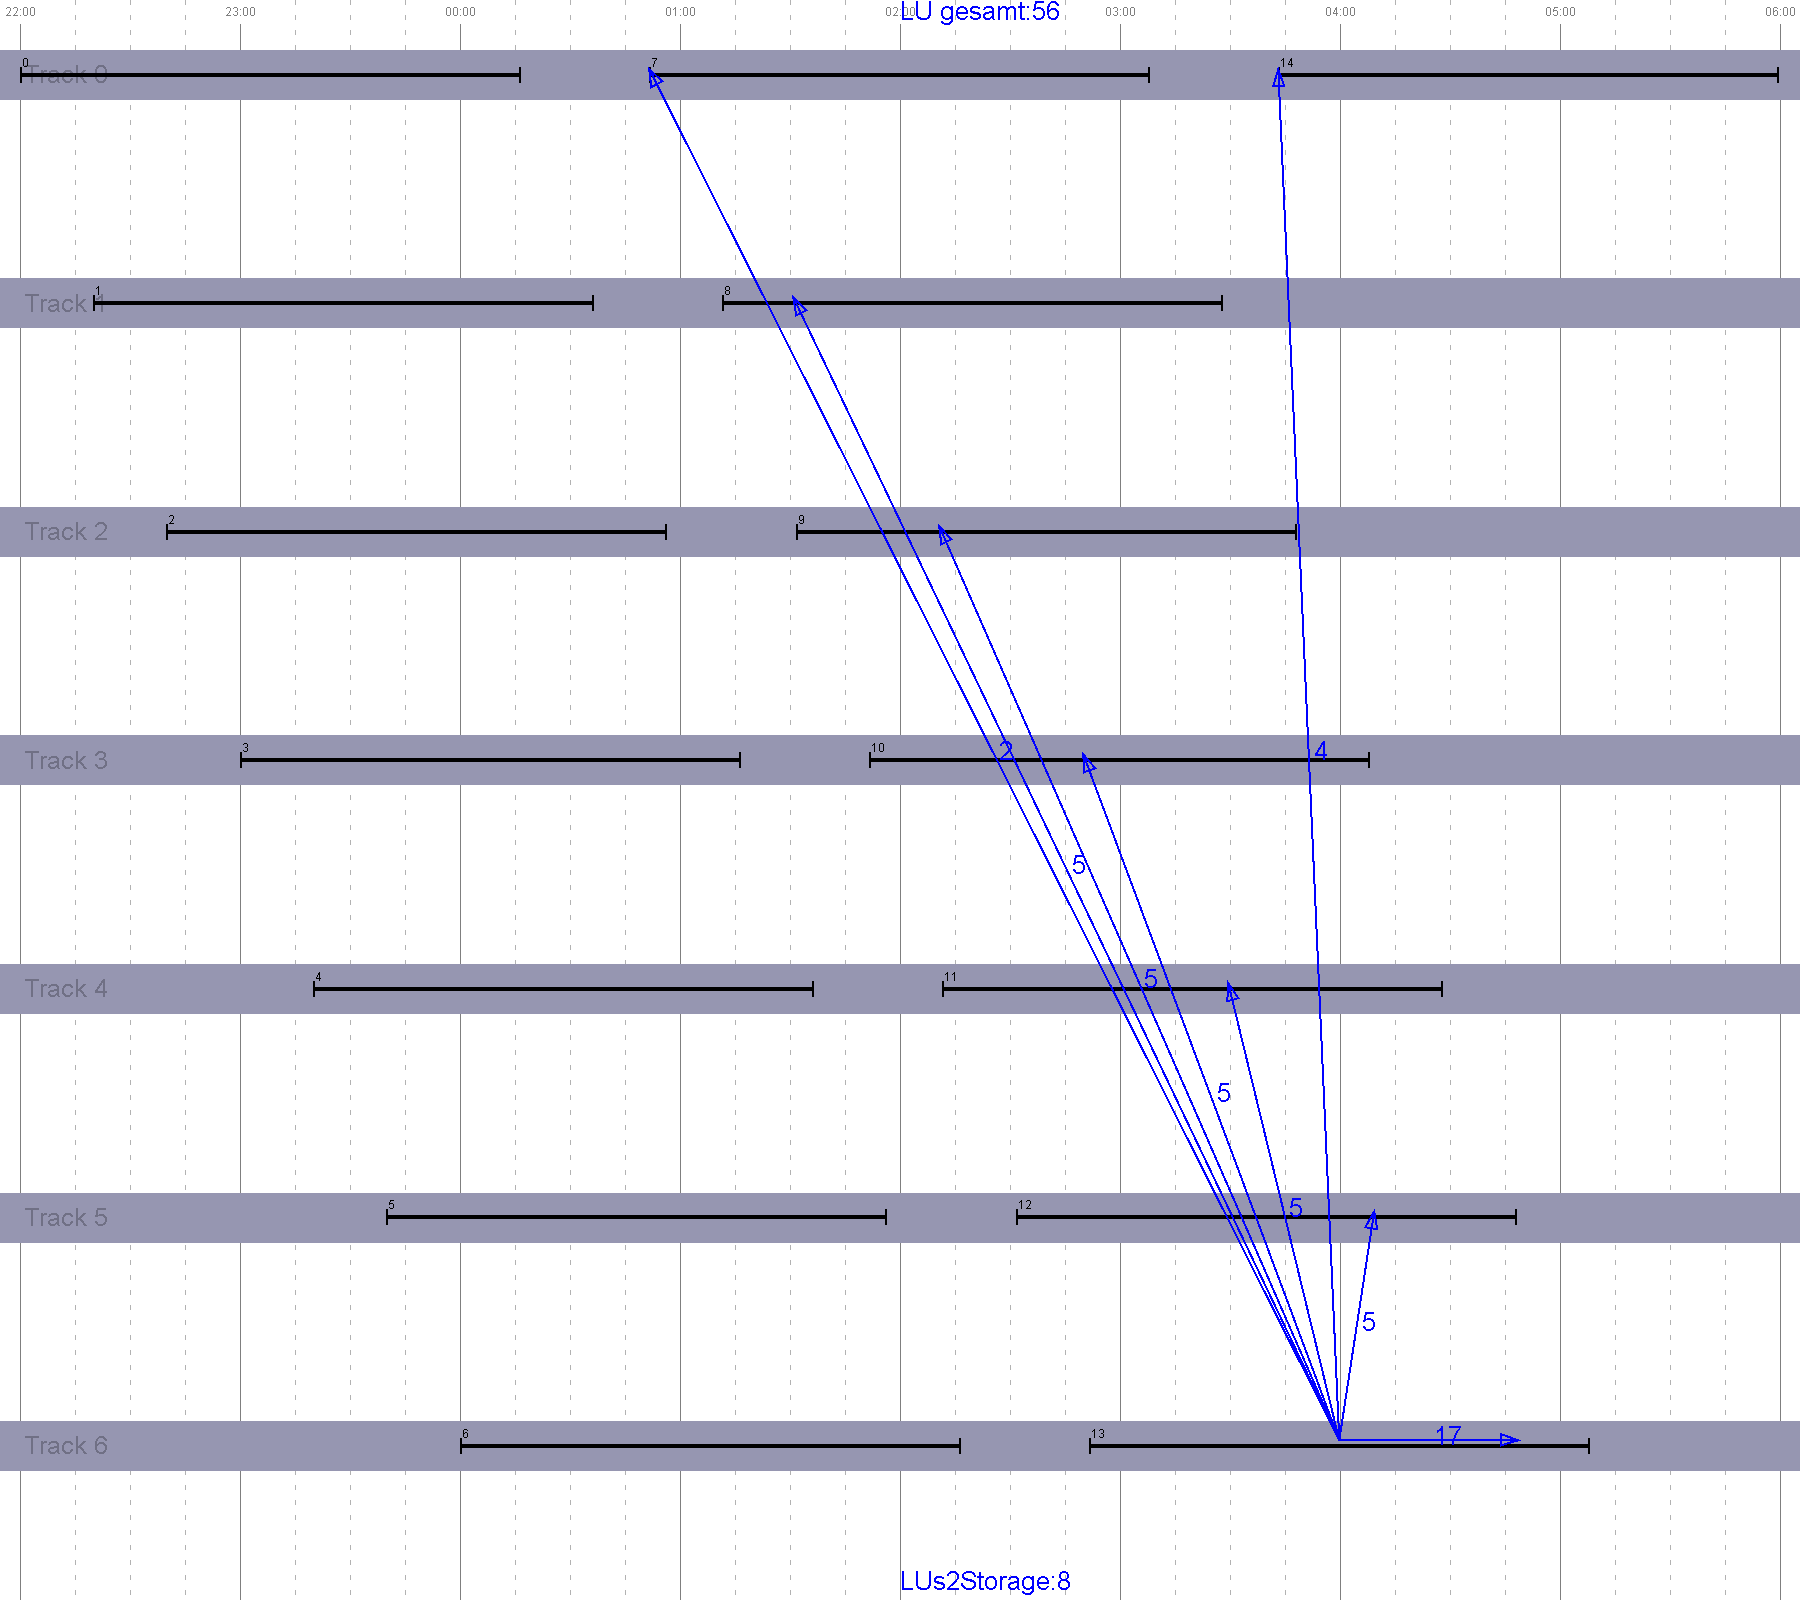 22:00 23:00 00:00 01:00 02:00 03:00 04:00 05:00 06:00
LU gesamt:56
0 7 14
Track 0
1 8
Track 1
2 9
Track 2
3 10
Track 3 2 4
5
4 11
Track 4 5
5
5 12
Track 5 5
5
6 13
Track 6 17
LUs2Storage:8